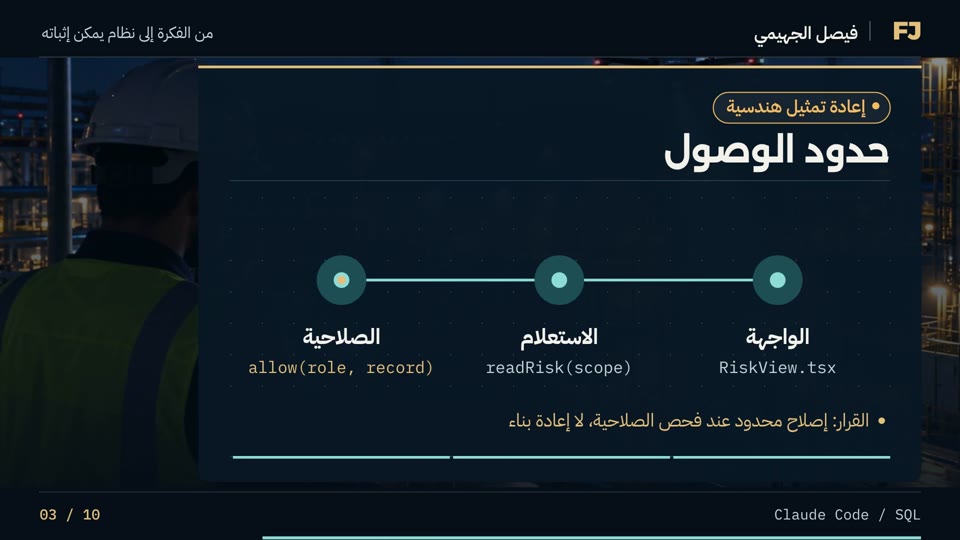 FJ | فيصل الجهيمي
من الفكرة إلى نظام يمكن إثباته
• إعادة تمثيل هندسية
حدود الوصول
الواجهة
RiskView.tsx
الاستعلام
readRisk(scope)
الصلاحية
allow(role, record)
• القرار: إصلاح محدود عند فحص الصلاحية، لا إعادة بناء
Claude Code / SQL
03 / 10